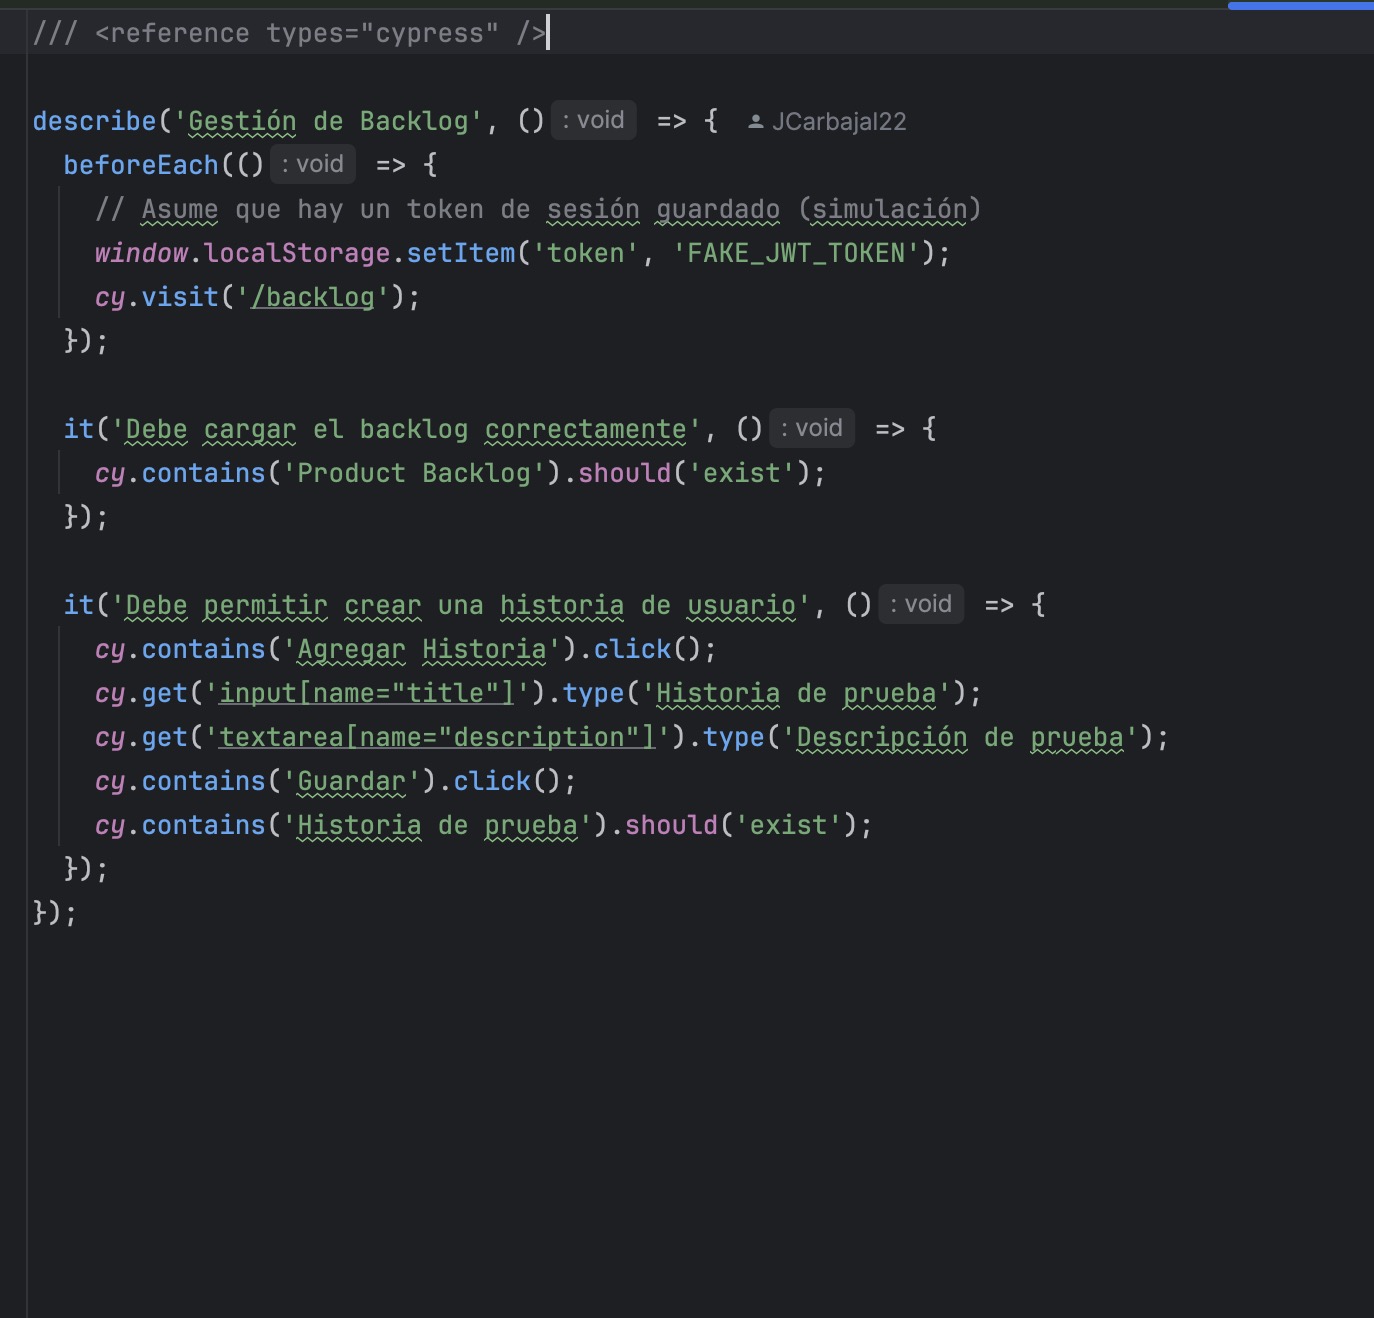 /// <reference types="cypress" />
describe('Gestión de Backlog', () : void => { JCarbajal22
beforeEach(() : void => {
// Asume que hay un token de sesión guardado (simulación)
window.localStorage.setItem('token', 'FAKE_JWT_TOKEN');
cy.visit('/backlog');
});
it('Debe cargar el backlog correctamente', () : void => {
cy.contains('Product Backlog').should('exist');
});
it('Debe permitir crear una historia de usuario', () : void => {
cy.contains('Agregar Historia').click();
cy.get('input[name="title"]').type('Historia de prueba');
cy.get('textarea[name="description"]').type('Descripción de prueba');
cy.contains('Guardar').click();
cy.contains('Historia de prueba').should('exist');
});
});